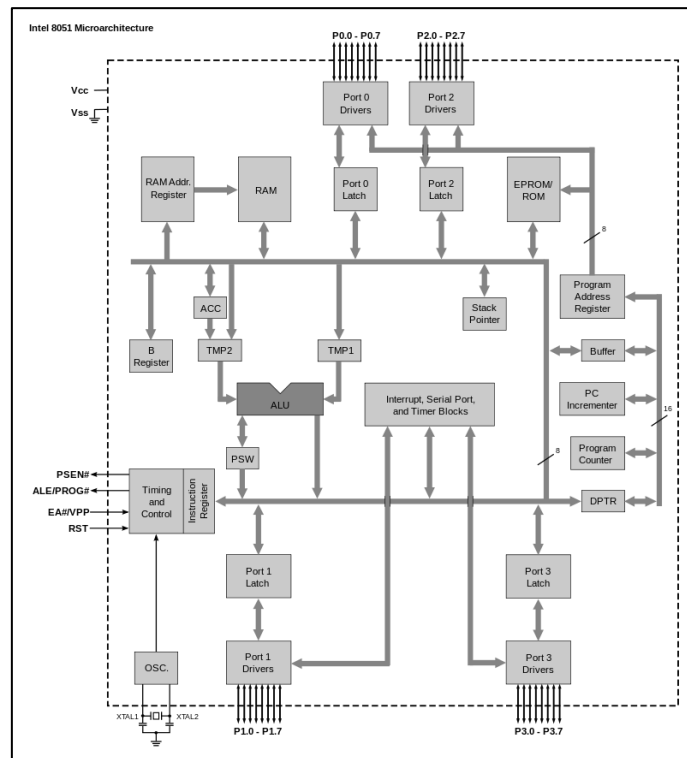 Intel 8051 Microarchitecture
P0.0 - P0.7
P2.0 - P2.7
Vcc
Vss
Port 0
Drivers
Port 2
Drivers
RAM Addr.
Register
RAM
Port 0
Latch
Port 2
Latch
EPROM/
ROM
8
Program
Address
Register
ACC
Stack
Pointer
B
Register
TMP2
TMP1
Buffer
ALU
Interrupt, Serial Port,
and Timer Blocks
PC
Incrementer
16
Program
Counter
PSW
8
PSEN#
ALE/PROG#
EA#/VPP
RST
Timing
and
Control
Instruction
Register
DPTR
Port 1
Latch
Port 3
Latch
OSC.
Port 1
Drivers
Port 3
Drivers
XTAL1
XTAL2
P1.0 - P1.7
P3.0 - P3.7